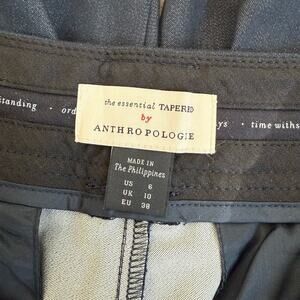 the essential TAPERED
by
ANTHROPOLOGIE
standing · ord
ys · time withs
MADE IN
The Philippines
US 6
UK 10
EU 38